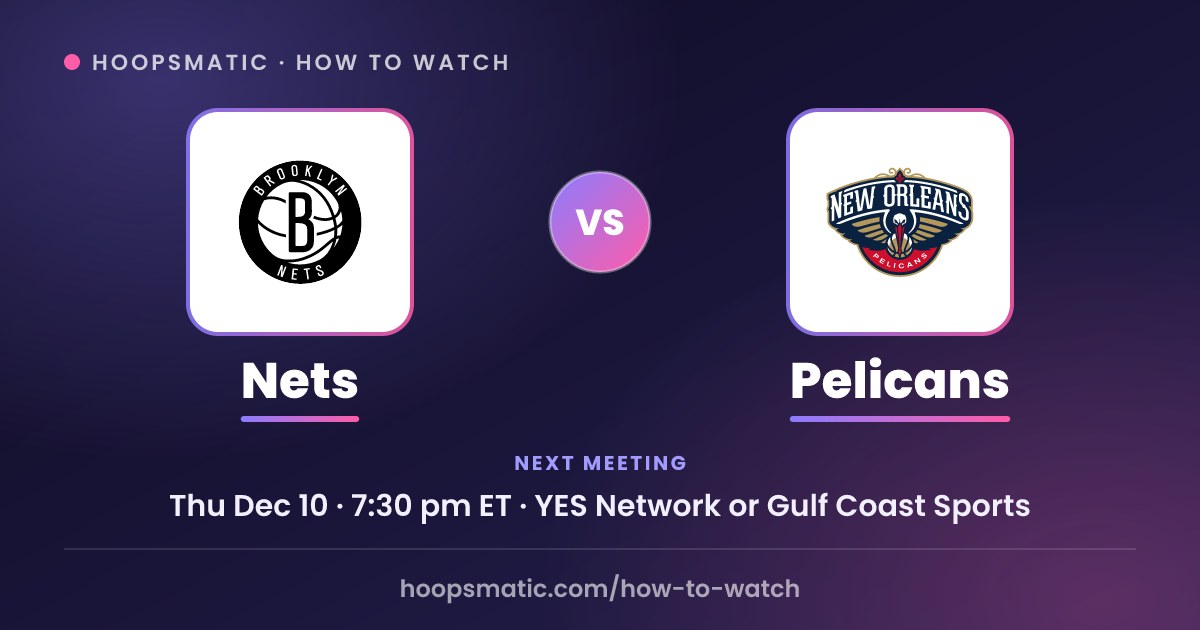 HOOPSMATIC · HOW TO WATCH
BROOKLYN
B
NETS
VS
NEW ORLEANS
PELICANS
Nets
Pelicans
NEXT MEETING
Thu Dec 10 · 7:30 pm ET · YES Network or Gulf Coast Sports
hoopsmatic.com/how-to-watch